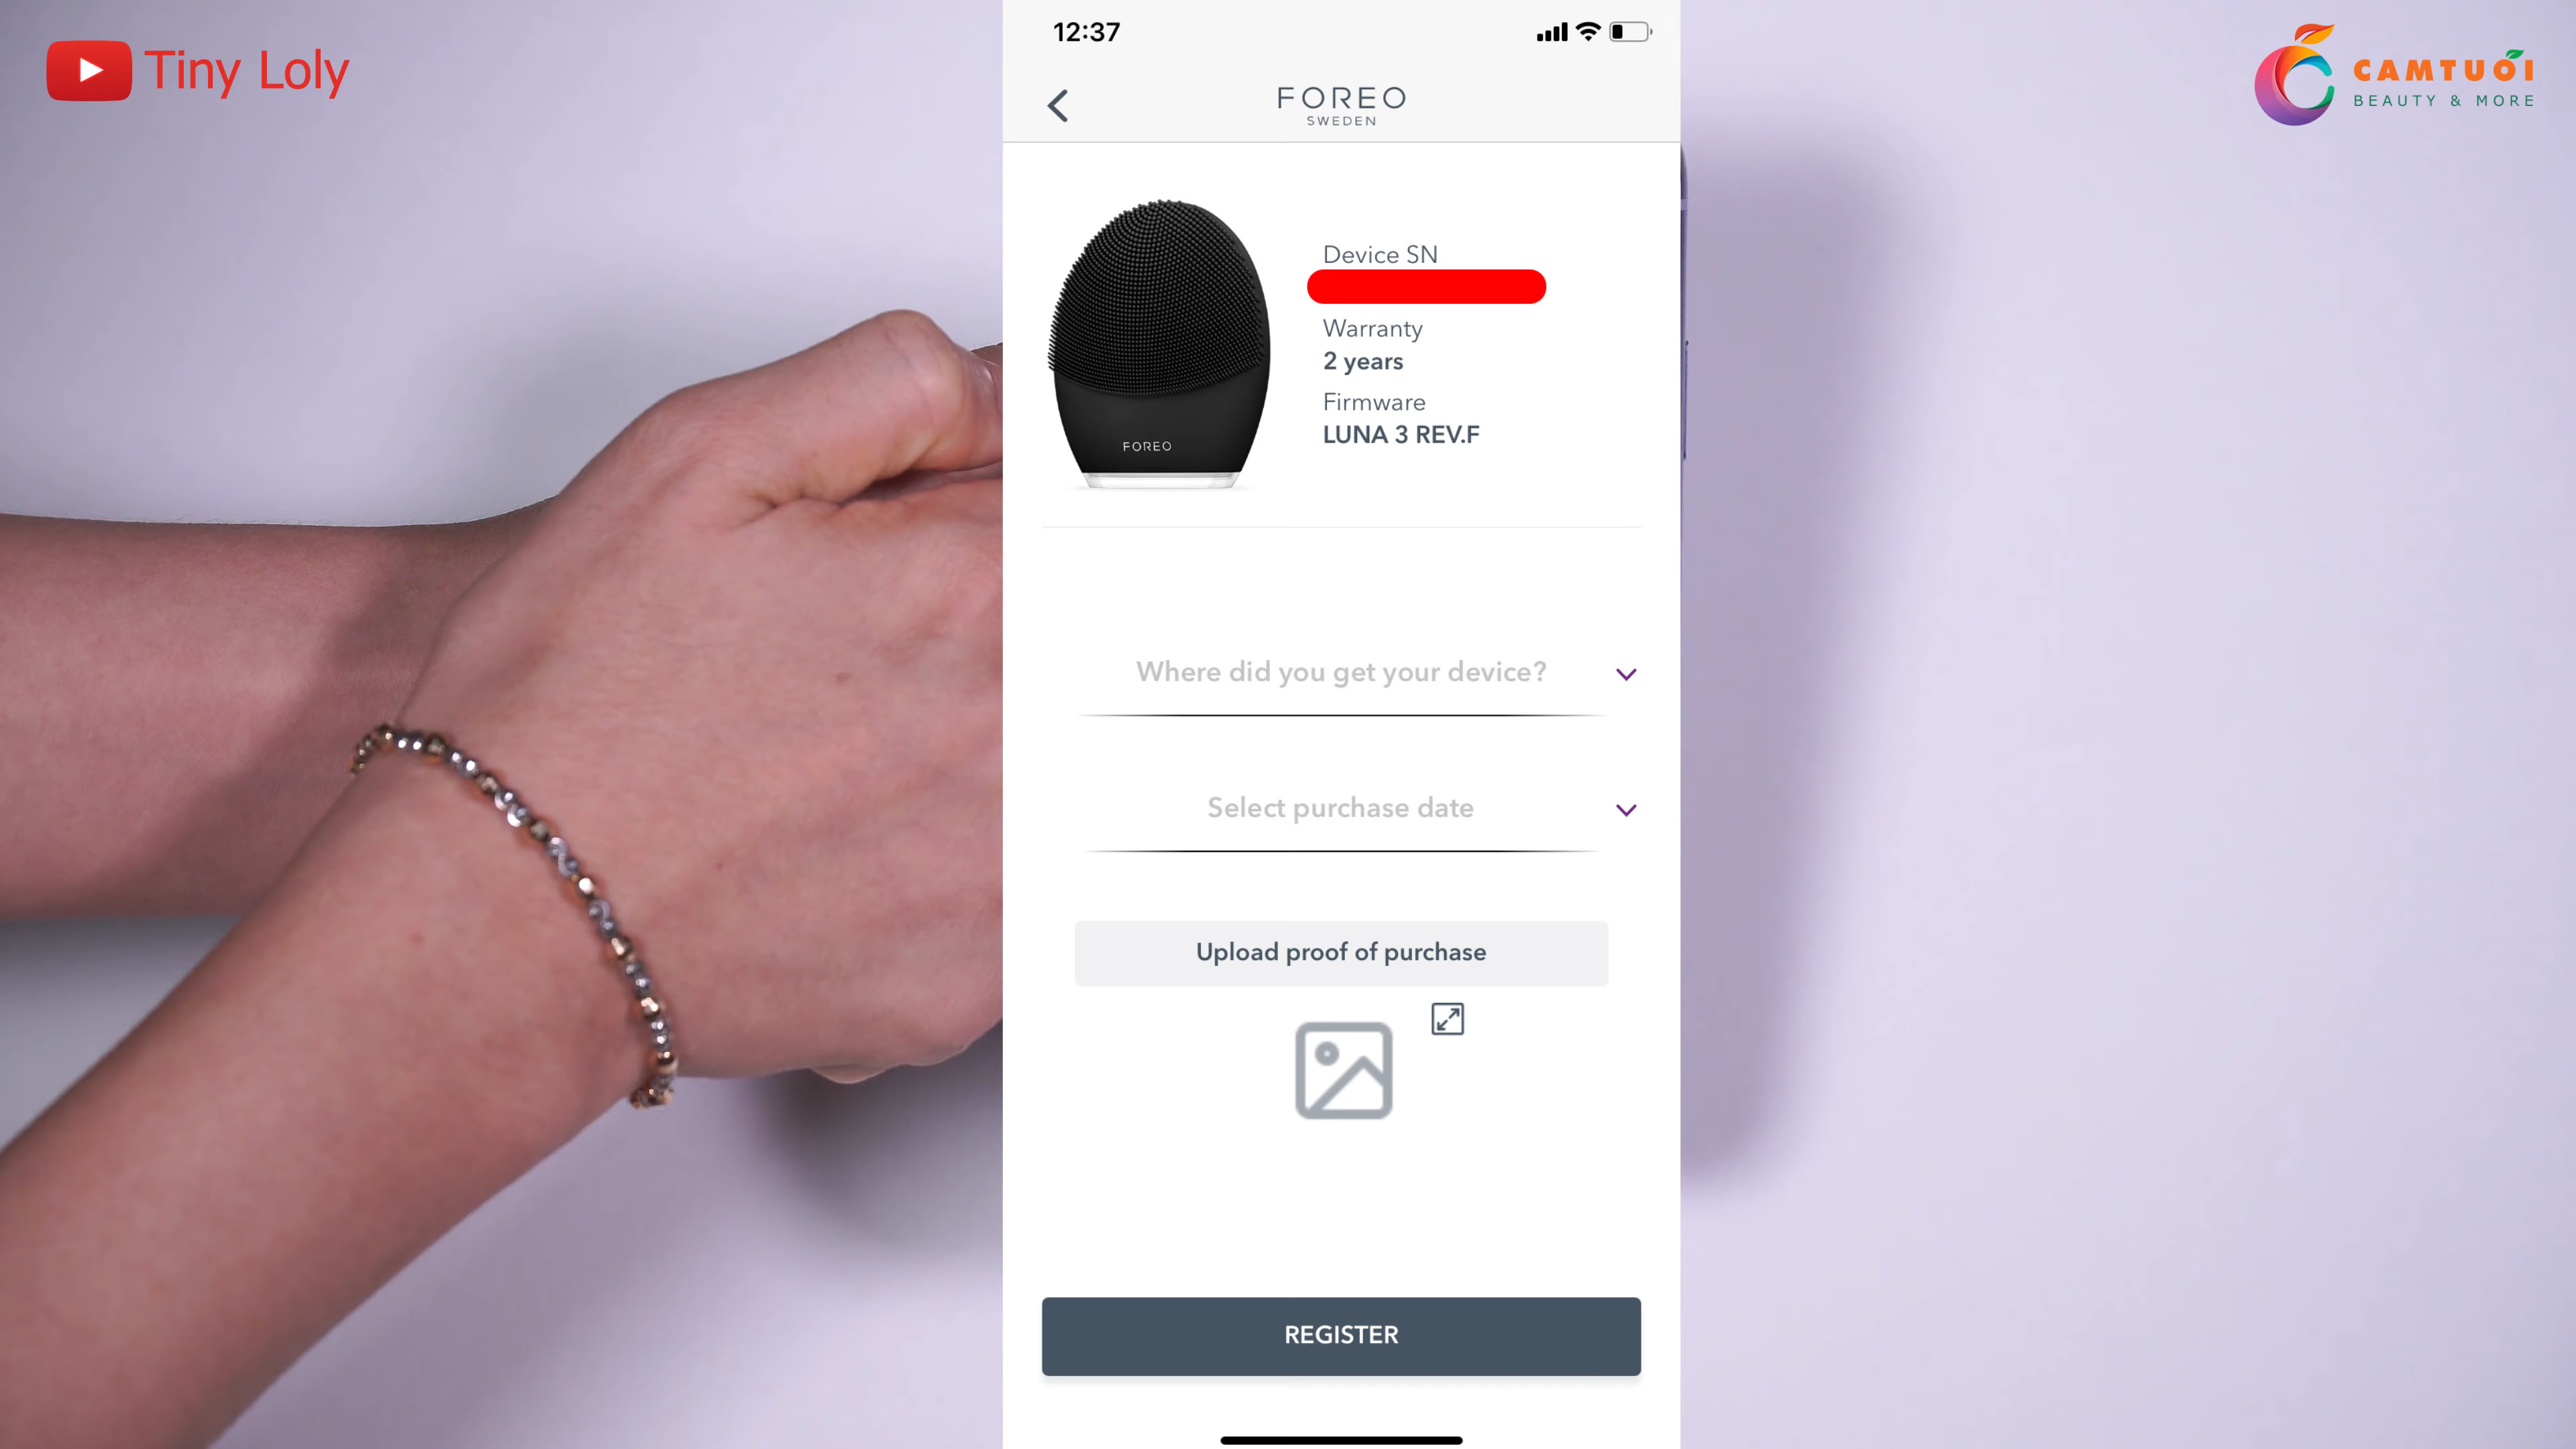 Tiny Loly
CAMTUOI
BEAUTY & MORE
12:37
FOREO
SWEDEN
FOREO
Device SN
Warranty
2 years
Firmware
LUNA 3 REV.F
Where did you get your device?
Select purchase date
Upload proof of purchase
REGISTER